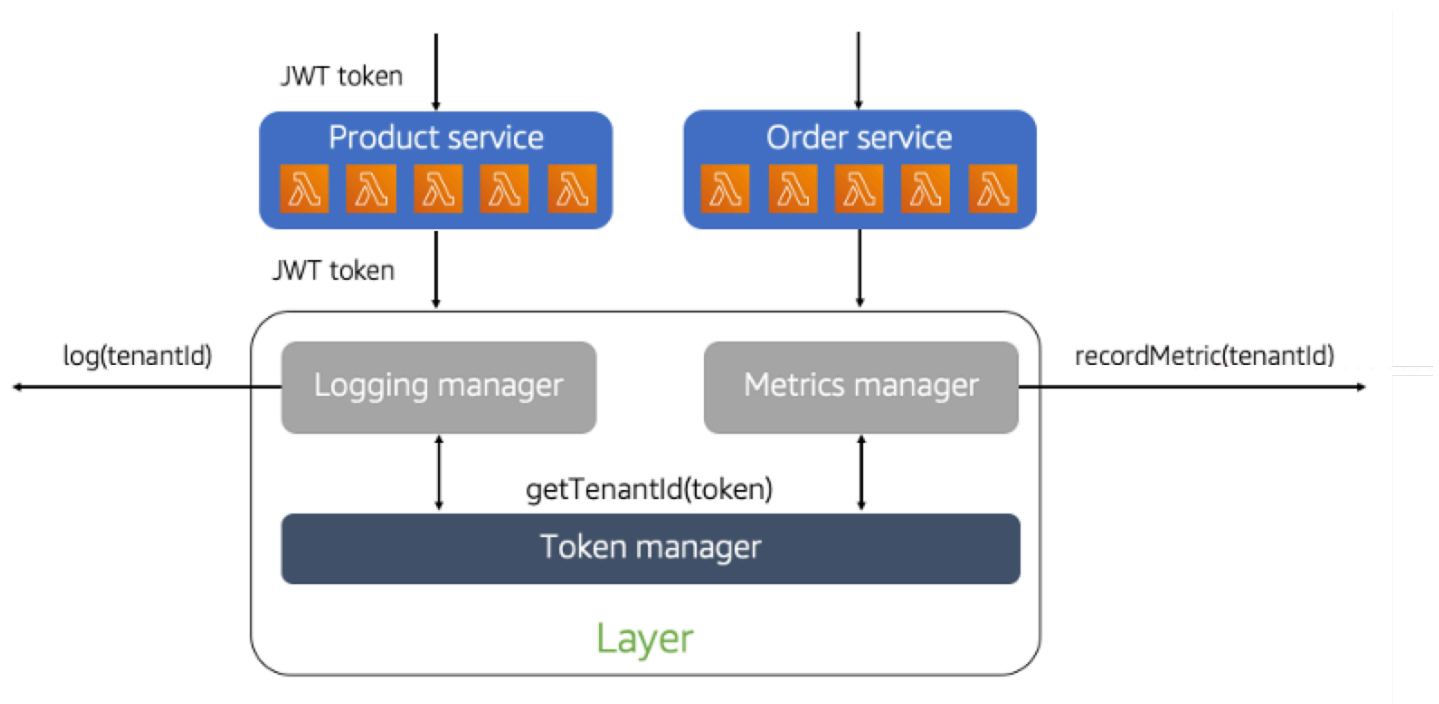 JWT token
Product service
Order service
JWT token
log(tenantId)
recordMetric(tenantId)
Logging manager
Metrics manager
getTenantId(token)
Token manager
Layer